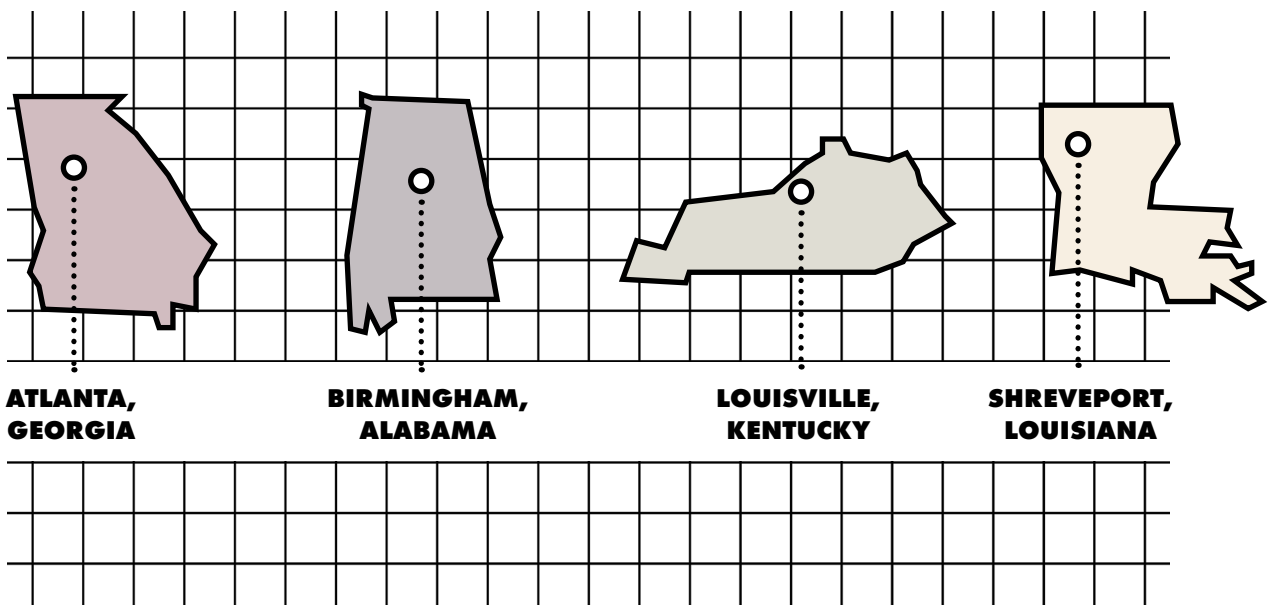 ATLANTA,
GEORGIA
BIRMINGHAM,
ALABAMA
LOUISVILLE,
KENTUCKY
SHREVEPORT,
LOUISIANA